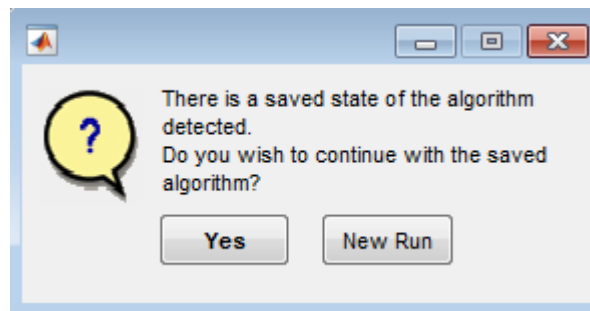 ?
There is a saved state of the algorithm
detected.
Do you wish to continue with the saved
algorithm?
Yes
New Run